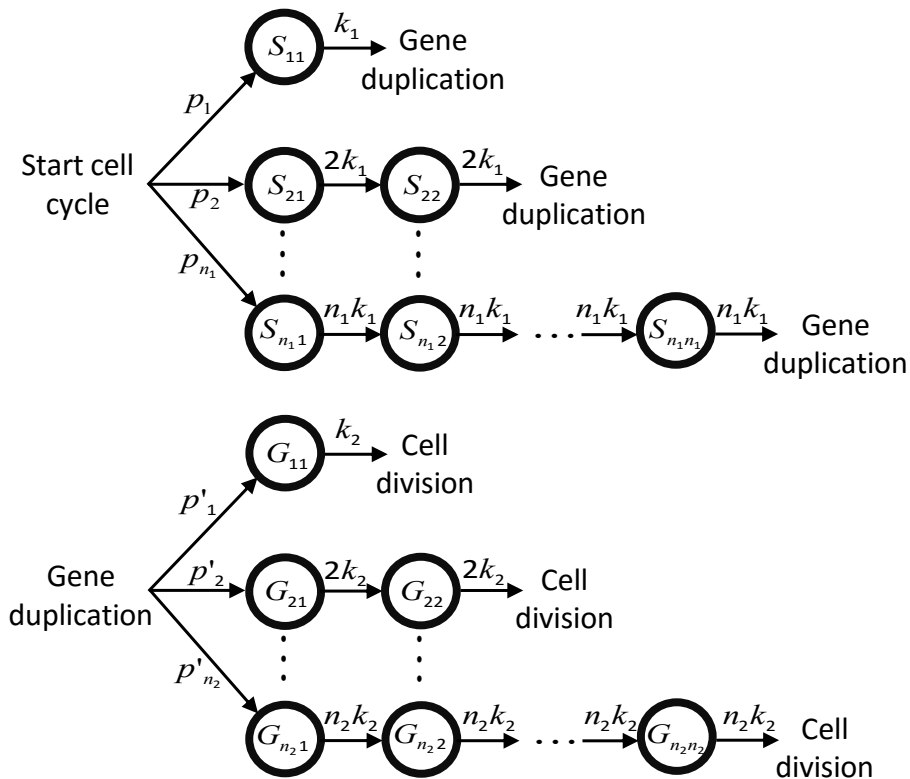 k₁
S₁₁
Gene
duplication
p₁
Start cell
cycle
p₂
S₂₁
2k₁
S₂₂
2k₁
Gene
duplication
pₙ₁
Sₙ₁1
n₁k₁
Sₙ₁2
n₁k₁
. . .
n₁k₁
Sₙ₁ₙ₁
n₁k₁
Gene
duplication
k₂
G₁₁
Cell
division
p'₁
Gene
duplication
p'₂
G₂₁
2k₂
G₂₂
2k₂
Cell
division
p'ₙ₂
Gₙ₂1
n₂k₂
Gₙ₂2
n₂k₂
. . .
n₂k₂
Gₙ₂ₙ₂
n₂k₂
Cell
division